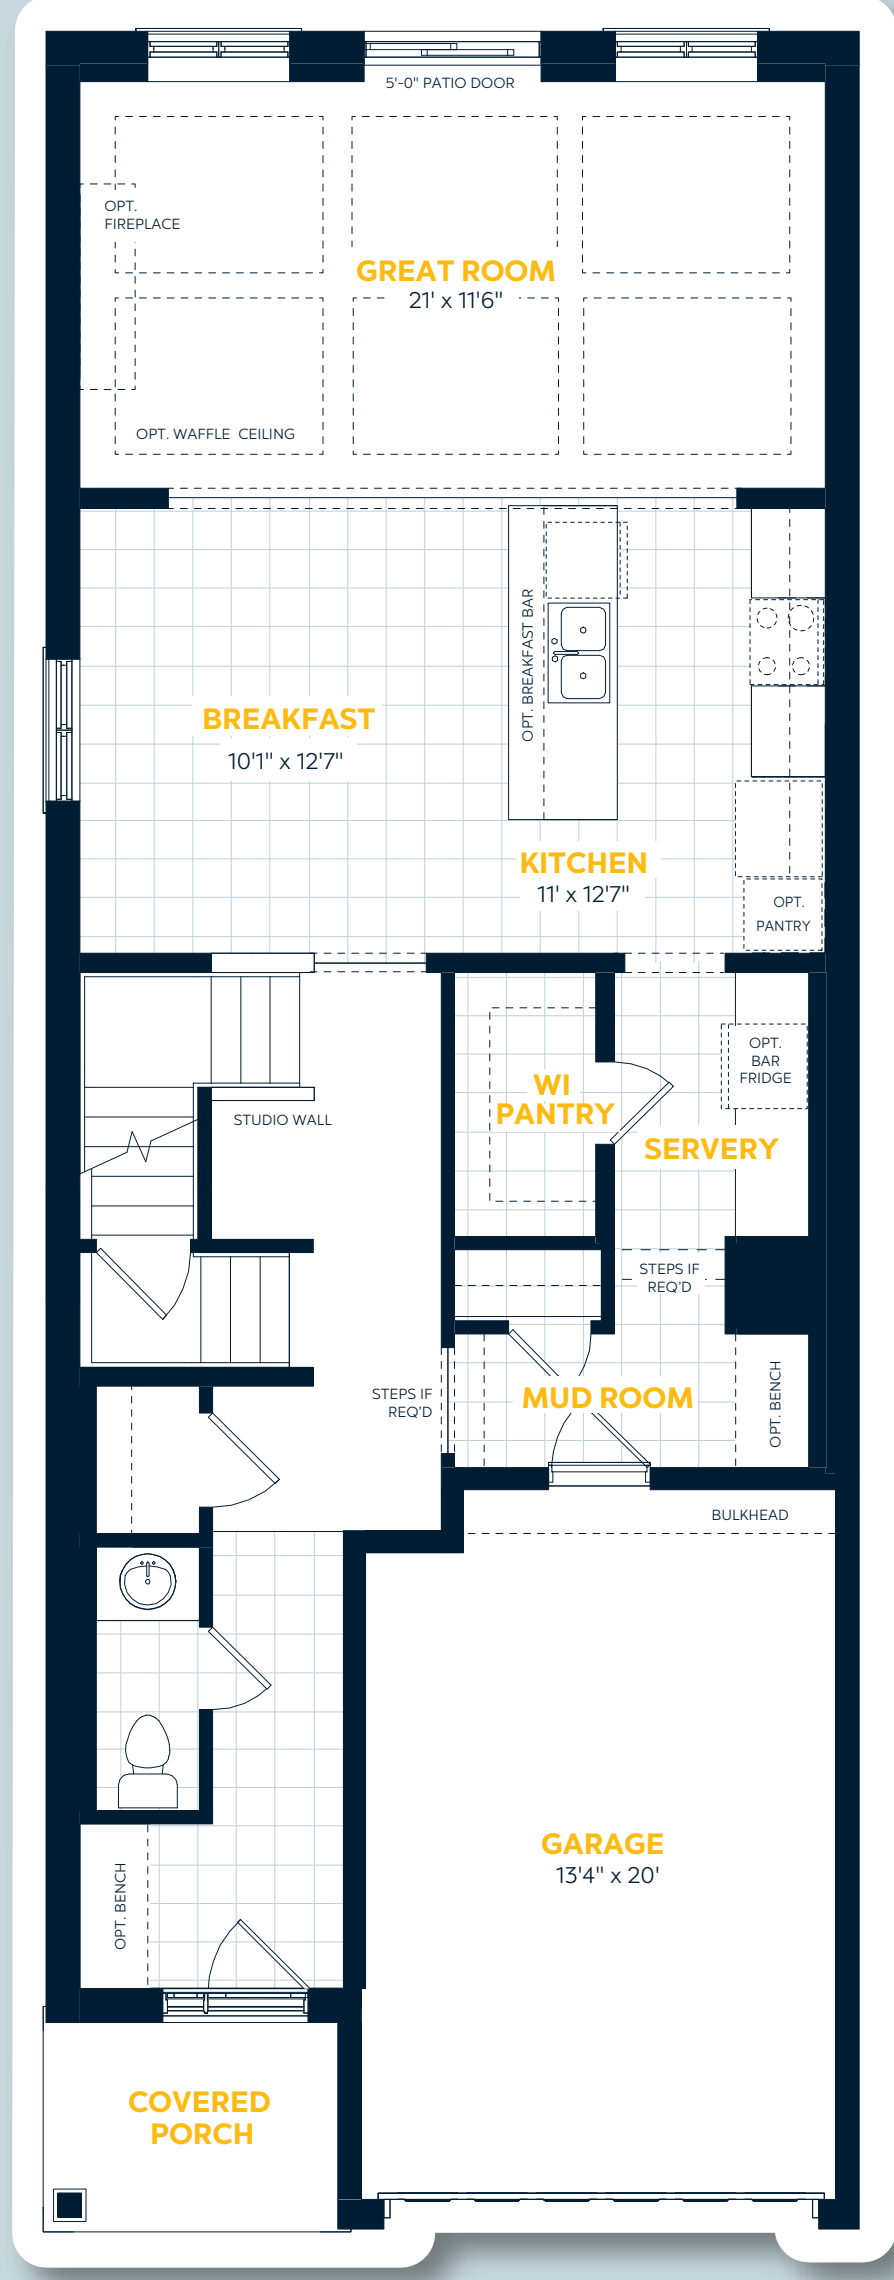 5'-0" PATIO DOOR
OPT.
FIREPLACE
GREAT ROOM
21' x 11'6"
OPT. WAFFLE CEILING
OPT. BREAKFAST BAR
BREAKFAST
10'1" x 12'7"
KITCHEN
11' x 12'7"
OPT.
PANTRY
OPT.
BAR
FRIDGE
WI
PANTRY
STUDIO WALL
SERVERY
STEPS IF
REQ'D
STEPS IF
REQ'D
MUD ROOM
OPT. BENCH
BULKHEAD
GARAGE
13'4" x 20'
OPT. BENCH
COVERED
PORCH